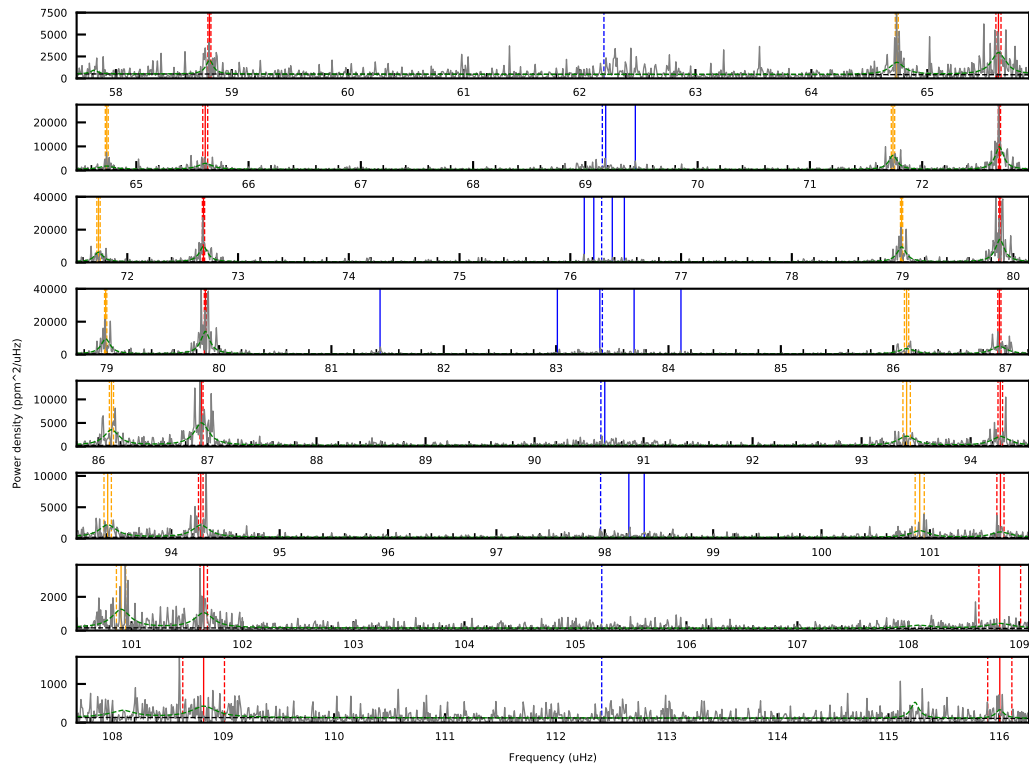 7500
5000
2500
0
58 59 60 61 62 63 64 65
20000
10000
0
65 66 67 68 69 70 71 72
40000
20000
0
72 73 74 75 76 77 78 79 80
40000
20000
0
79 80 81 82 83 84 85 86 87
10000
5000
0
86 87 88 89 90 91 92 93 94
10000
5000
0
94 95 96 97 98 99 100 101
2000
0
101 102 103 104 105 106 107 108 109
1000
0
108 109 110 111 112 113 114 115 116
Power density (ppm^2/(uHz)
Frequency (uHz)